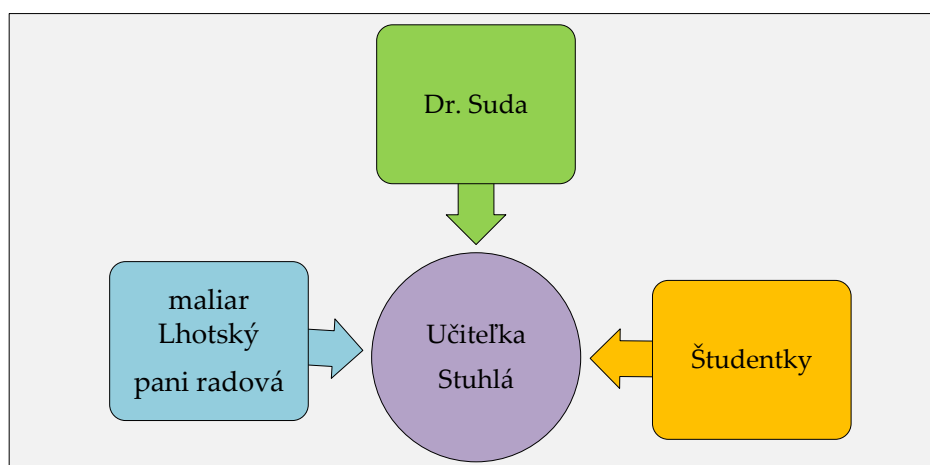 Dr. Suda
maliar
Lhotský
pani radová
Učiteľka
Stuhlá
Študentky